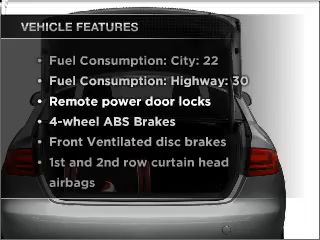 VEHICLE FEATURES
• Fuel Consumption: City: 22
• Fuel Consumption: Highway: 30
• Remote power door locks
• 4-wheel ABS Brakes
• Front Ventilated disc brakes
• 1st and 2nd row curtain head
airbags